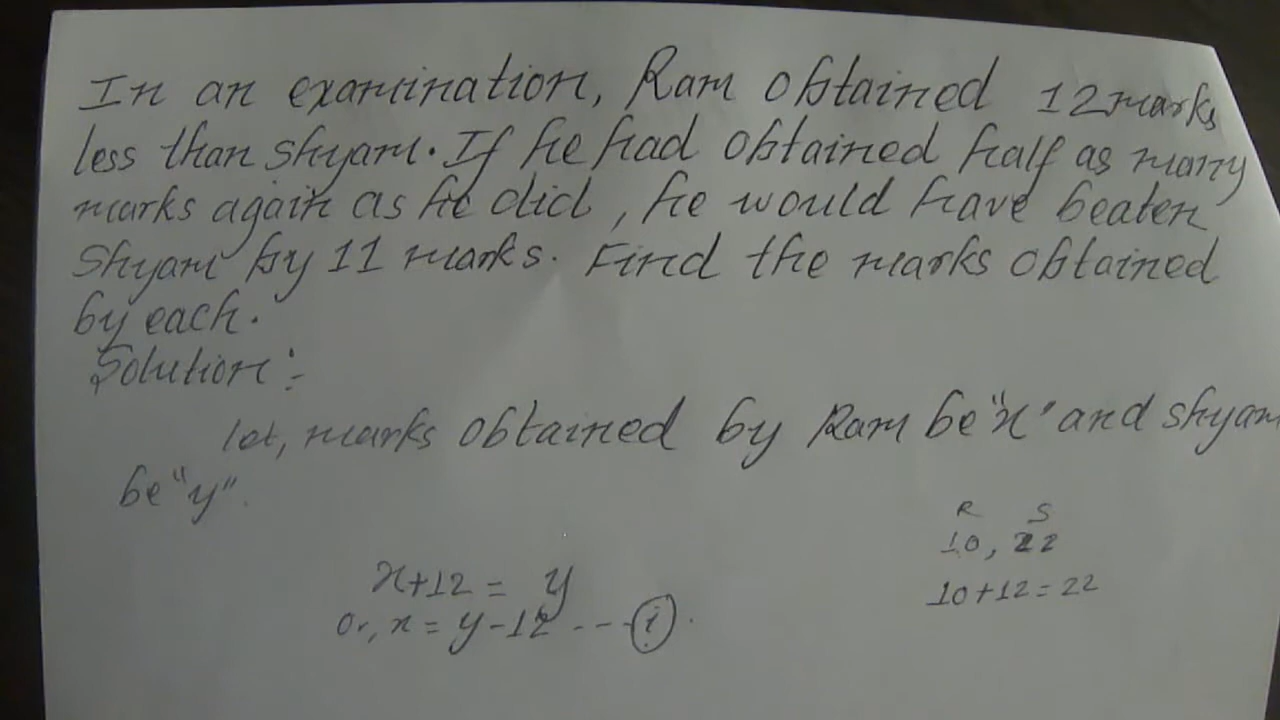 In an examination, Ram obtained 12 marks
less than Shyam. If he had obtained half as many
marks again as he did, he would have beaten
Shyam by 11 marks. Find the marks obtained
by each.
Solution:-
let, marks obtained by Ram be "x" and shyam
be "y".
R S
10, 22
10+12=22
x+12 = y
Or, x = y-12 ---(i).